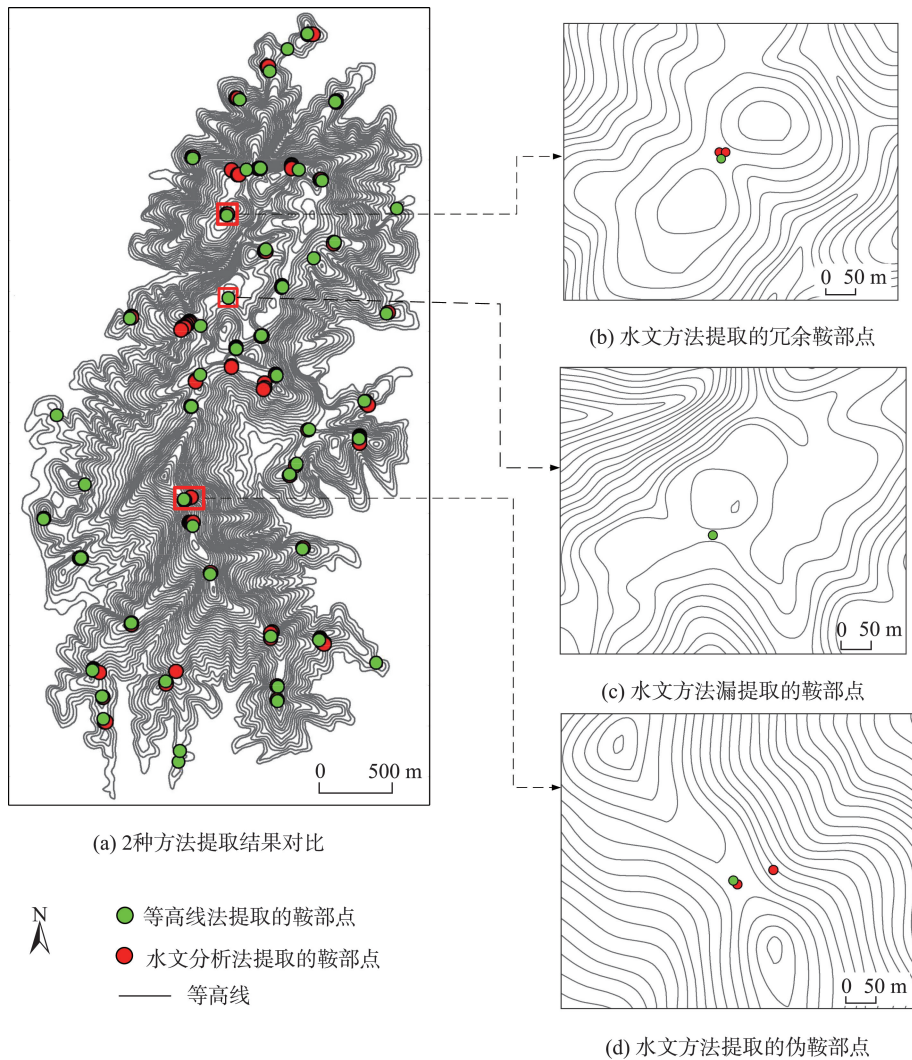 0 50 m
(b) 水文方法提取的冗余鞍部点
0 50 m
(c) 水文方法漏提取的鞍部点
0 500 m
(a) 2种方法提取结果对比
N
等高线法提取的鞍部点
水文分析法提取的鞍部点
等高线
0 50 m
(d) 水文方法提取的伪鞍部点